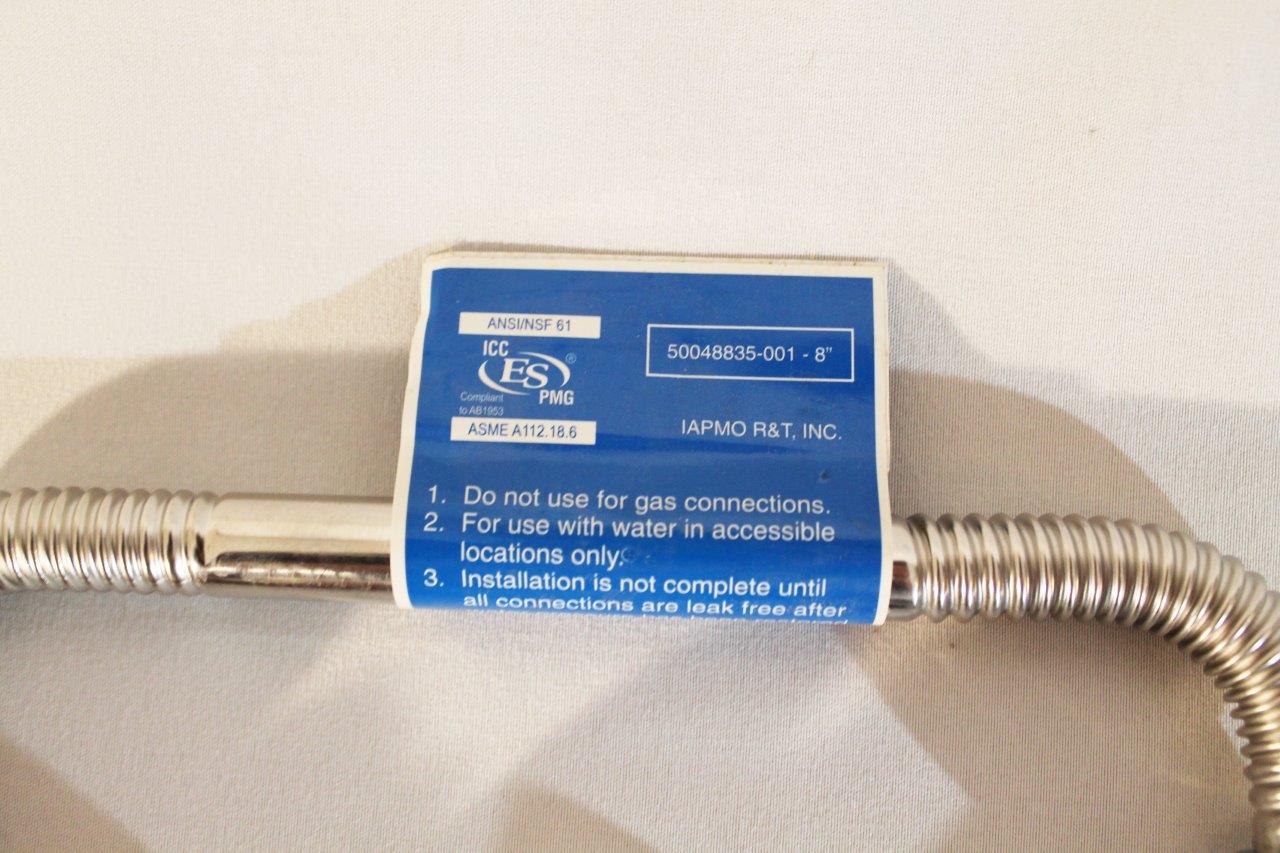 ANSI/NSF 61
ICC
ES®
PMG
Compliant
to AB1953
ASME A112.18.6
50048835-001 - 8”
IAPMO R&T, INC.
1. Do not use for gas connections.
2. For use with water in accessible
locations only.
3. Installation is not complete until
all connections are leak free after